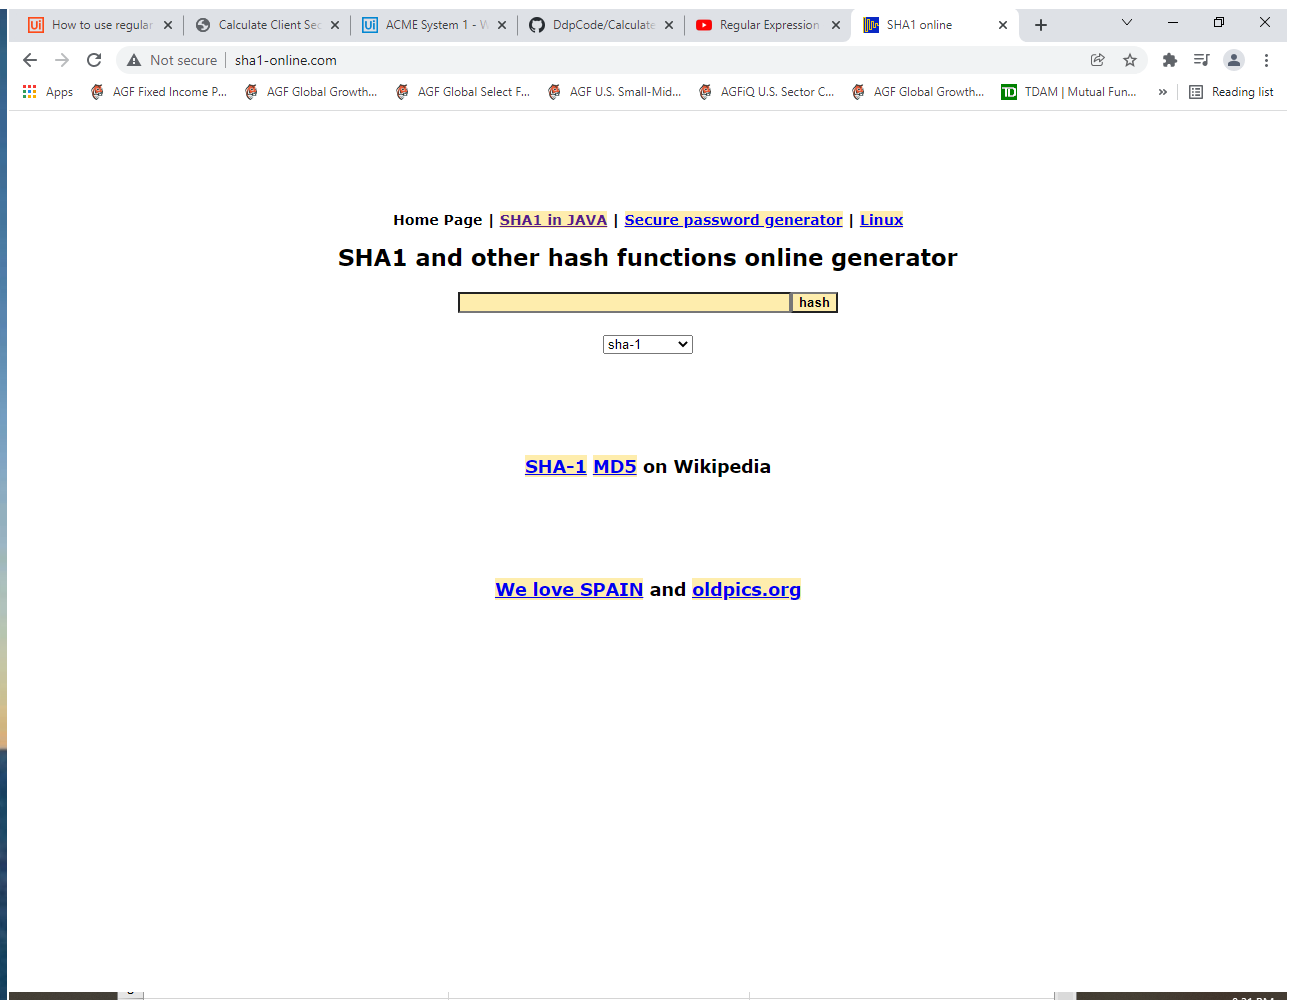 How to use regular
Calculate Client Sec
ACME System 1 - W
DdpCode/Calculate
Regular Expression
SHA1 online
Not secure
sha1-online.com
Apps
AGF Fixed Income P...
AGF Global Growth...
AGF Global Select F...
AGF U.S. Small-Mid...
AGFiQ U.S. Sector C...
AGF Global Growth...
TD
TDAM | Mutual Fun...
»
Reading list
Home Page | SHA1 in JAVA | Secure password generator | Linux
SHA1 and other hash functions online generator
hash
sha-1
SHA-1 MD5 on Wikipedia
We love SPAIN and oldpics.org